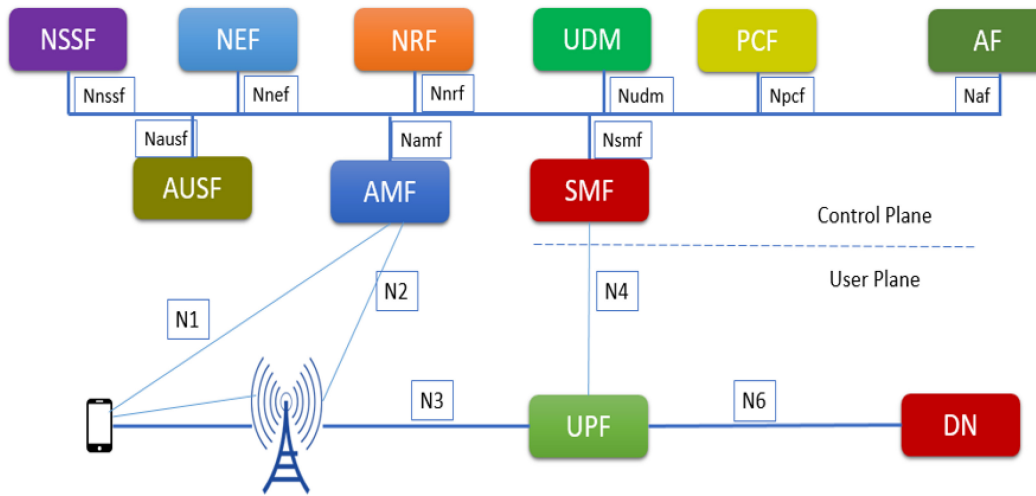 NSSF
NEF
NRF
UDM
PCF
AF
Nnssf
Nnef
Nnrf
Nudm
Npcf
Naf
Nausf
Namf
Nsmf
AUSF
AMF
SMF
Control Plane
User Plane
N1
N2
N4
N3
N6
UPF
DN